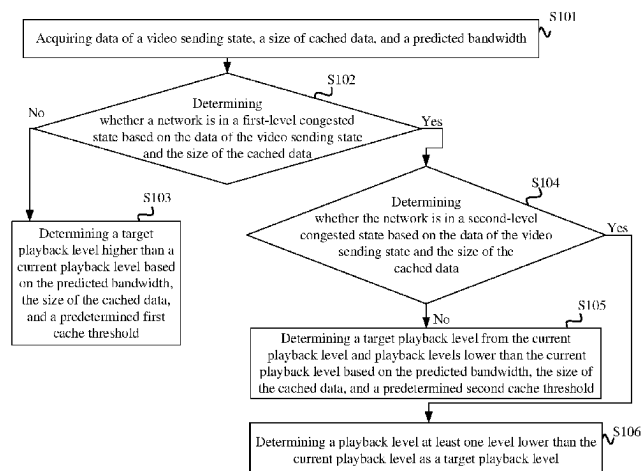 S101
Acquiring data of a video sending state, a size of cached data, and a predicted bandwidth
S102
Determining
whether a network is in a first-level congested
state based on the data of the video sending state
and the size of the cached data
No
Yes
S103
Determining a target
playback level higher than a
current playback level based
on the predicted bandwidth,
the size of the cached data,
and a predetermined first
cache threshold
S104
Determining
whether the network is in a second-level
congested state based on the data of the video
sending state and the size of the
cached data
Yes
No
S105
Determining a target playback level from the current
playback level and playback levels lower than the current
playback level based on the predicted bandwidth, the size of
the cached data, and a predetermined second cache threshold
S106
Determining a playback level at least one level lower than the
current playback level as a target playback level